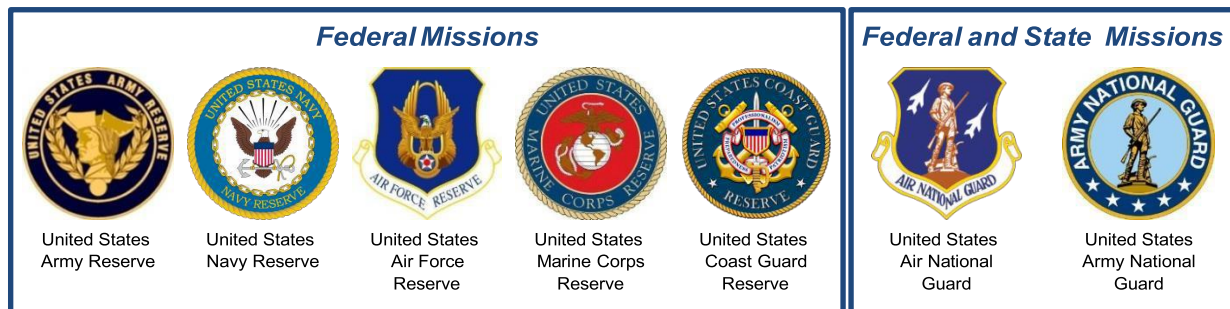 Federal Missions
Federal and State Missions
UNITED STATES ARMY RESERVE
UNITED STATES NAVY
NAVY RESERVE
AIR FORCE RESERVE
UNITED STATES
MARINE CORPS RESERVE
UNITED STATES COAST GUARD
RESERVE
PROFESSIONALISM
AIR NATIONAL GUARD
ARMY NATIONAL GUARD
United States
Army Reserve
United States
Navy Reserve
United States
Air Force
Reserve
United States
Marine Corps
Reserve
United States
Coast Guard
Reserve
United States
Air National
Guard
United States
Army National
Guard